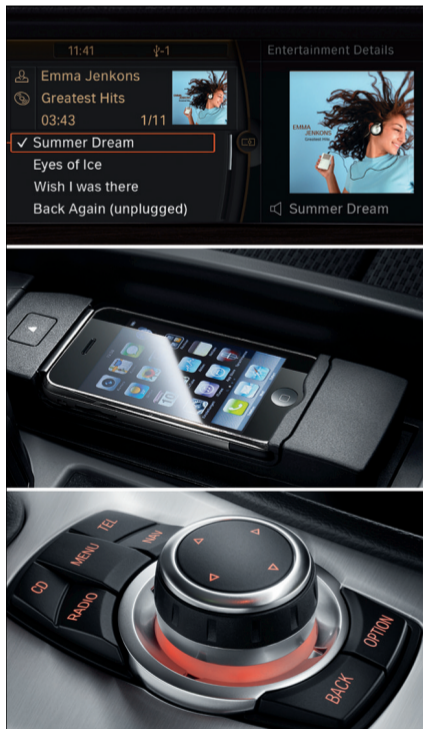 11:41
-1
Entertainment Details
Emma Jenkons
Greatest Hits
03:43 1/11
✓ Summer Dream
Eyes of Ice
Wish I was there
Back Again (unplugged)
EMMA
JENKONS
Greatest Hits
Summer Dream
TEL
NAV
MENU
CD
RADIO
OPTION
BACK